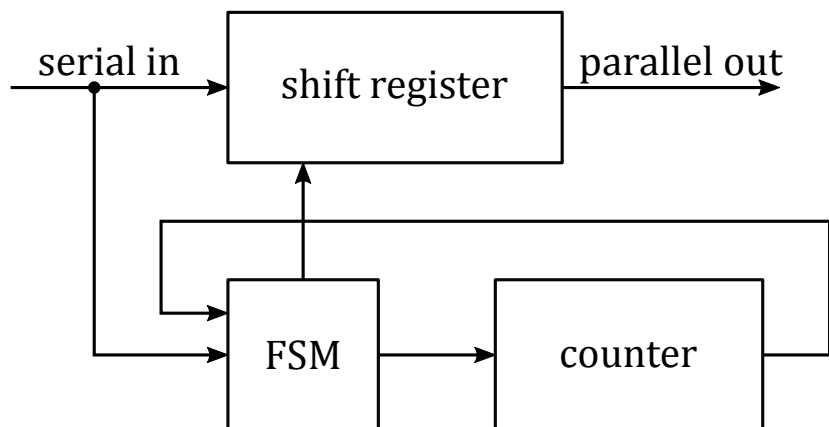 serial in
shift register
parallel out
FSM
counter